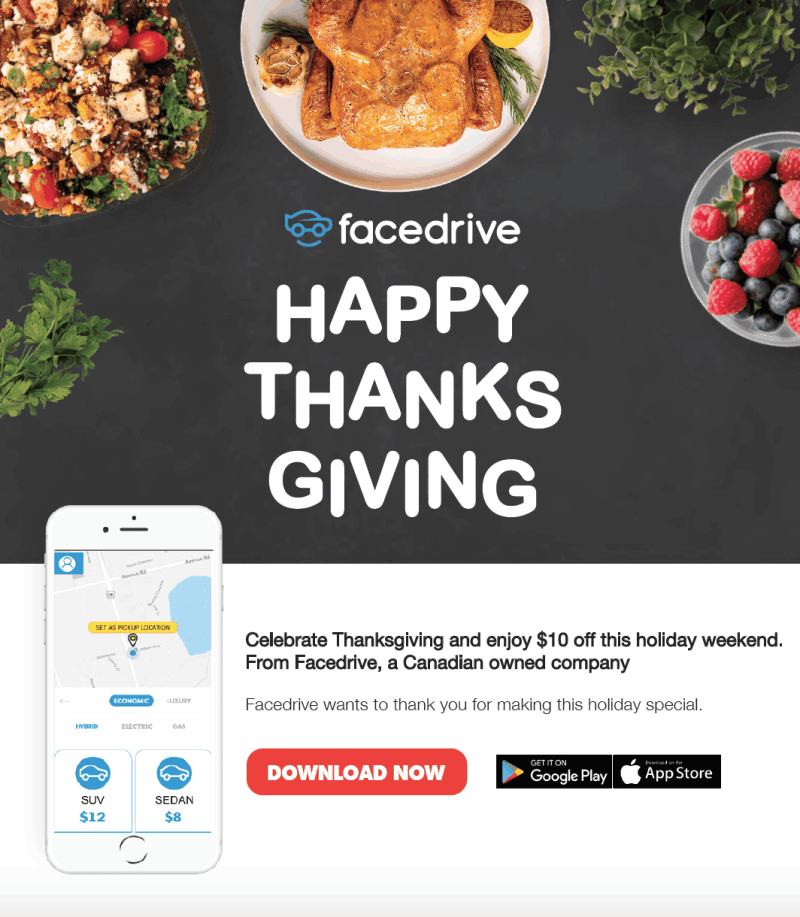 facedrive
HAPPY
THANKS
GIVING
Avenue Rd
Avenue Rd
SET AS PICKUP LOCATION
ECONOMIC LUXURY
HYBRID ELECTRIC GAS
SUV SEDAN
$12 $8
Celebrate Thanksgiving and enjoy $10 off this holiday weekend.
From Facedrive, a Canadian owned company
Facedrive wants to thank you for making this holiday special.
DOWNLOAD NOW
GET IT ON
Google Play
Download on the
App Store